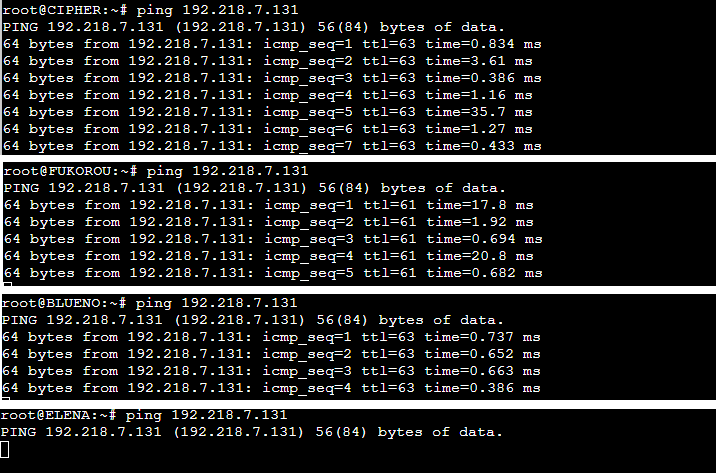 root@CIPHER:~# ping 192.218.7.131
PING 192.218.7.131 (192.218.7.131) 56(84) bytes of data.
64 bytes from 192.218.7.131: icmp_seq=1 ttl=63 time=0.834 ms
64 bytes from 192.218.7.131: icmp_seq=2 ttl=63 time=3.61 ms
64 bytes from 192.218.7.131: icmp_seq=3 ttl=63 time=0.386 ms
64 bytes from 192.218.7.131: icmp_seq=4 ttl=63 time=1.16 ms
64 bytes from 192.218.7.131: icmp_seq=5 ttl=63 time=35.7 ms
64 bytes from 192.218.7.131: icmp_seq=6 ttl=63 time=1.27 ms
64 bytes from 192.218.7.131: icmp_seq=7 ttl=63 time=0.433 ms
root@FUKOROU:~# ping 192.218.7.131
PING 192.218.7.131 (192.218.7.131) 56(84) bytes of data.
64 bytes from 192.218.7.131: icmp_seq=1 ttl=61 time=17.8 ms
64 bytes from 192.218.7.131: icmp_seq=2 ttl=61 time=1.92 ms
64 bytes from 192.218.7.131: icmp_seq=3 ttl=61 time=0.694 ms
64 bytes from 192.218.7.131: icmp_seq=4 ttl=61 time=20.8 ms
64 bytes from 192.218.7.131: icmp_seq=5 ttl=61 time=0.682 ms
root@BLUENO:~# ping 192.218.7.131
PING 192.218.7.131 (192.218.7.131) 56(84) bytes of data.
64 bytes from 192.218.7.131: icmp_seq=1 ttl=63 time=0.737 ms
64 bytes from 192.218.7.131: icmp_seq=2 ttl=63 time=0.652 ms
64 bytes from 192.218.7.131: icmp_seq=3 ttl=63 time=0.663 ms
64 bytes from 192.218.7.131: icmp_seq=4 ttl=63 time=0.386 ms
root@ELENA:~# ping 192.218.7.131
PING 192.218.7.131 (192.218.7.131) 56(84) bytes of data.